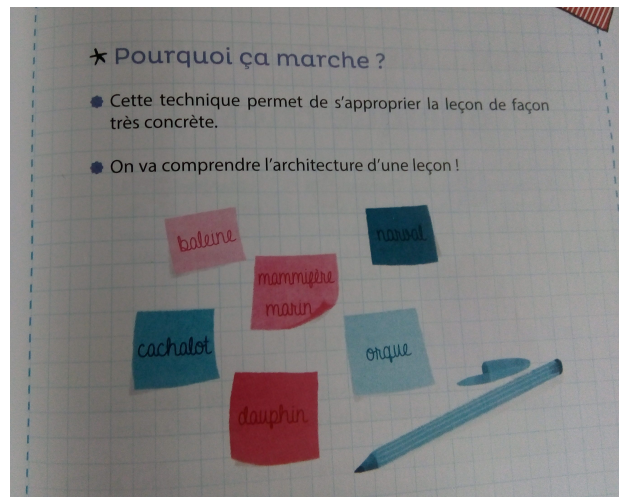 * Pourquoi ça marche ?
Cette technique permet de s'approprier la leçon de façon
très concrète.
On va comprendre l'architecture d'une leçon !
baleine
narval
mammifère
marin
cachalot
orque
dauphin